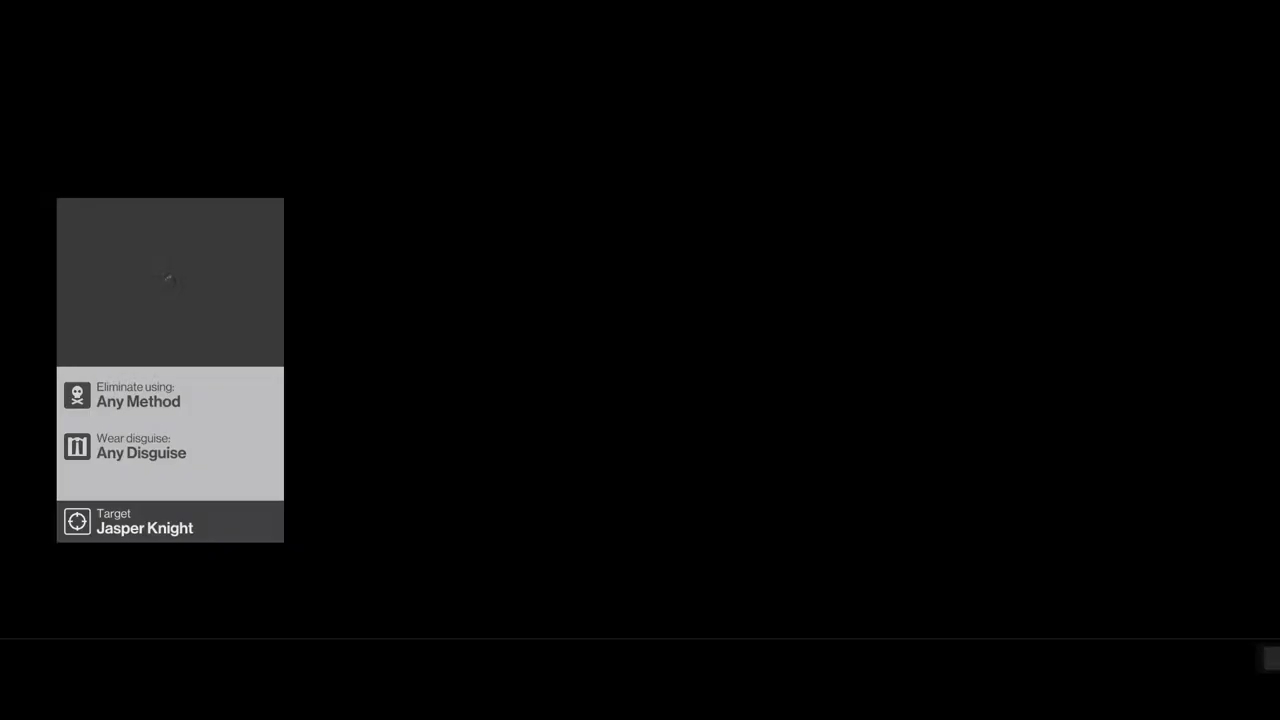 Eliminate using:
Any Method
Wear disguise:
Any Disguise
Target
Jasper Knight